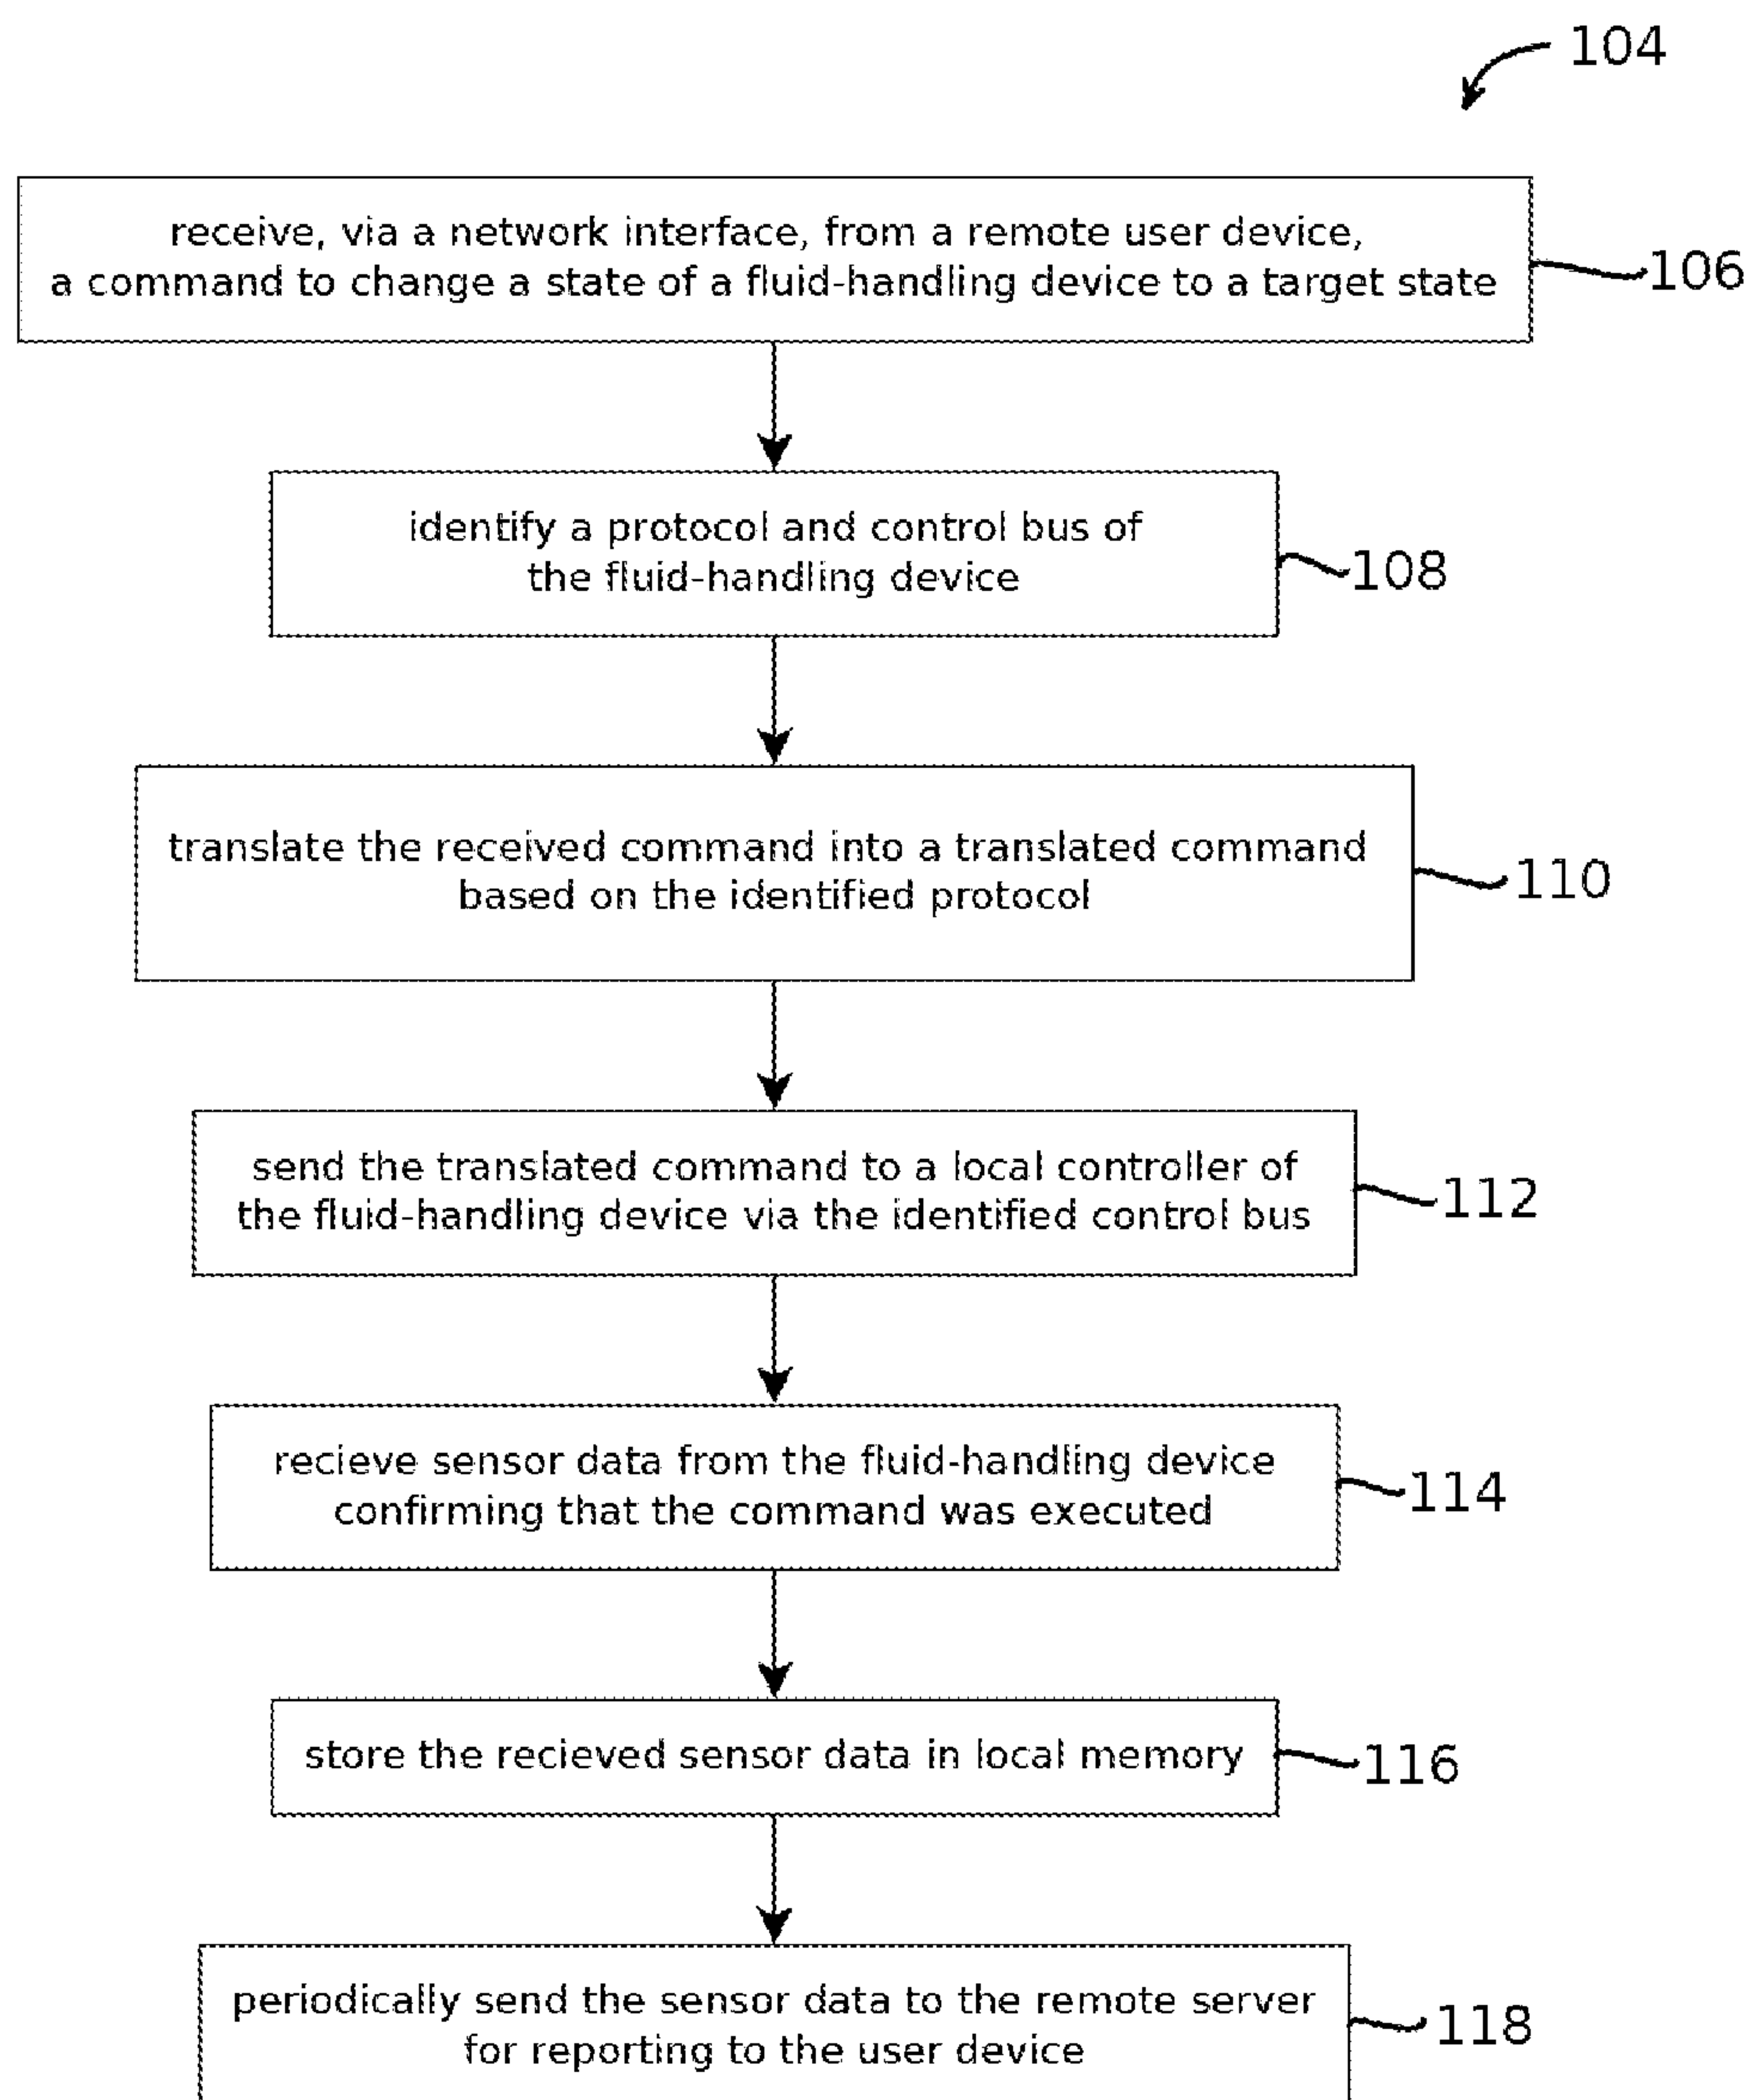 104
receive, via a network interface, from a remote user device,
a command to change a state of a fluid-handling device to a target state
106
identify a protocol and control bus of
the fluid-handling device
108
translate the received command into a translated command
based on the identified protocol
110
send the translated command to a local controller of
the fluid-handling device via the identified control bus
112
recieve sensor data from the fluid-handling device
confirming that the command was executed
114
store the recieved sensor data in local memory
116
periodically send the sensor data to the remote server
for reporting to the user device
118